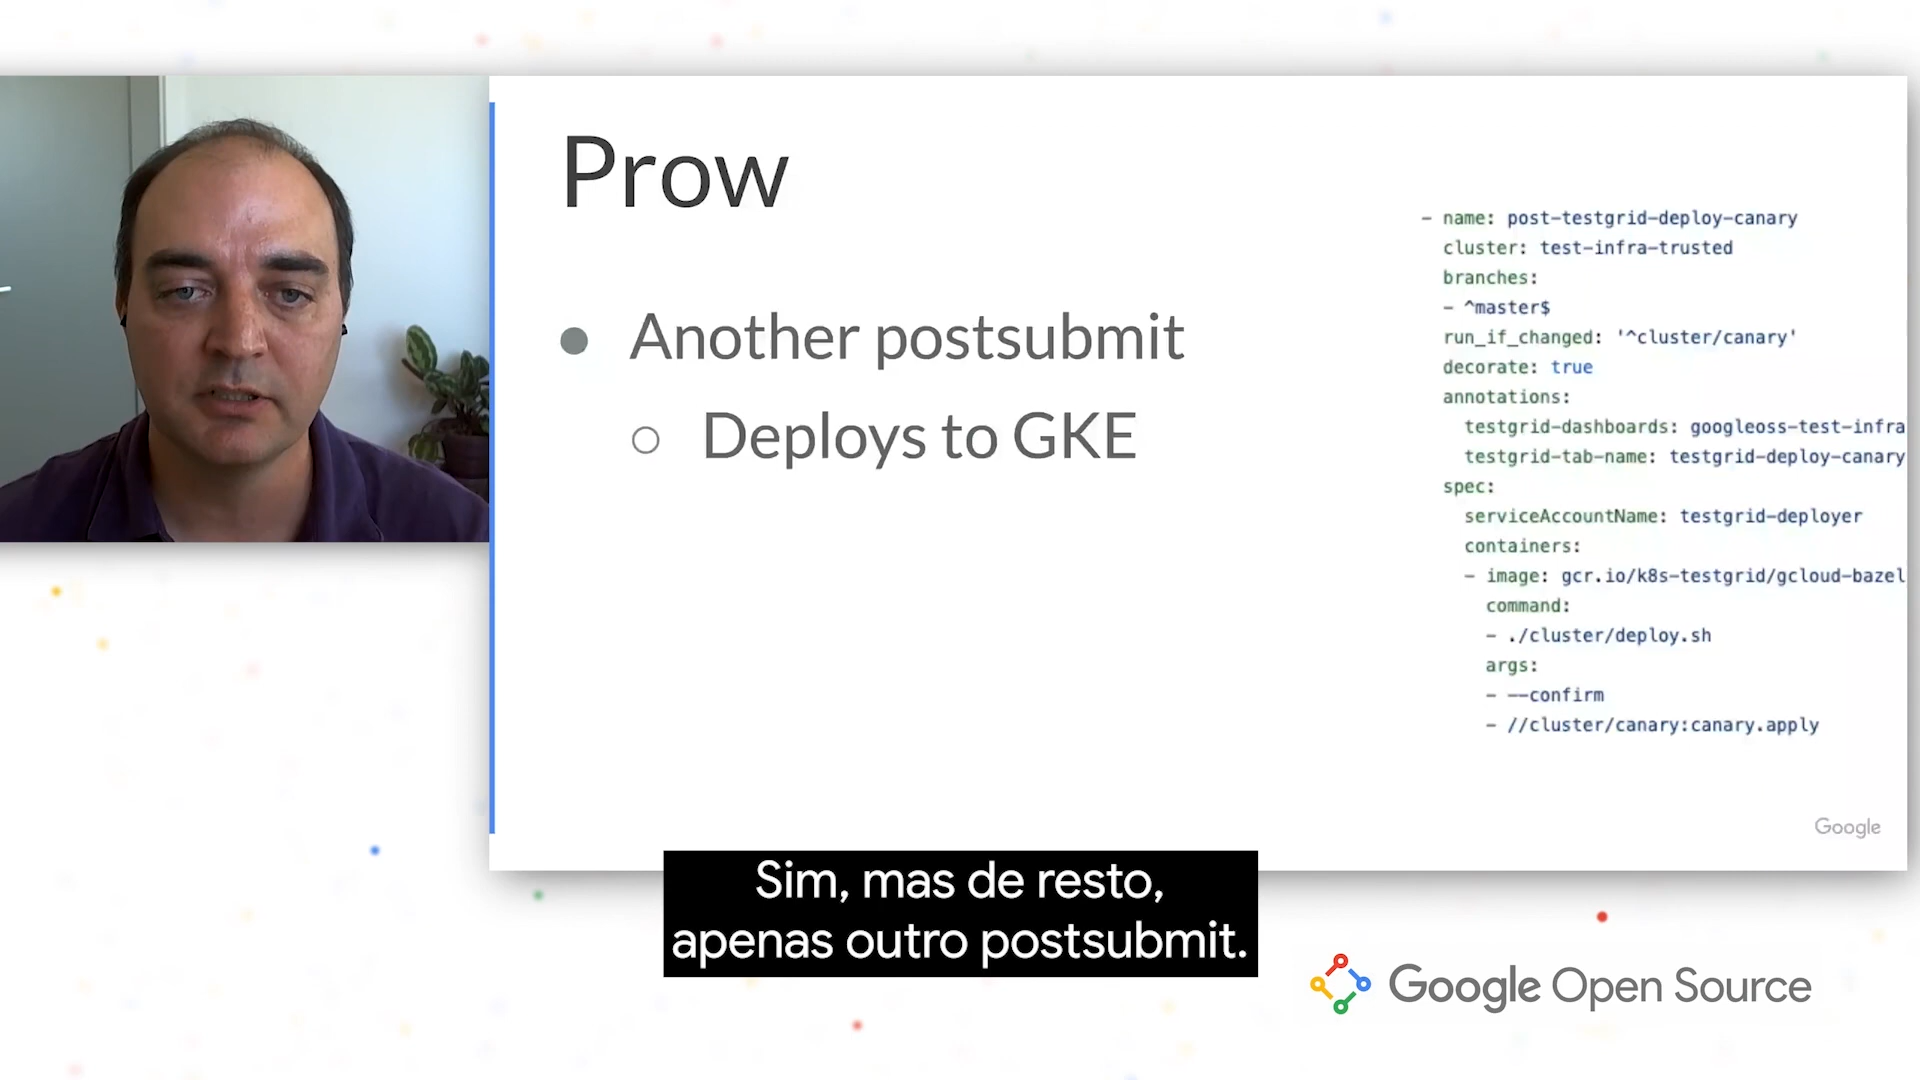 Prow
Another postsubmit
Deploys to GKE
- name: post-testgrid-deploy-canary
cluster: test-infra-trusted
branches:
- ^master$
run_if_changed: '^cluster/canary'
decorate: true
annotations:
testgrid-dashboards: googleoss-test-infra
testgrid-tab-name: testgrid-deploy-canary
spec:
serviceAccountName: testgrid-deployer
containers:
- image: gcr.io/k8s-testgrid/gcloud-bazel
command:
- ./cluster/deploy.sh
args:
- --confirm
- //cluster/canary:canary.apply
Google
Sim, mas de resto,
apenas outro postsubmit.
Google Open Source